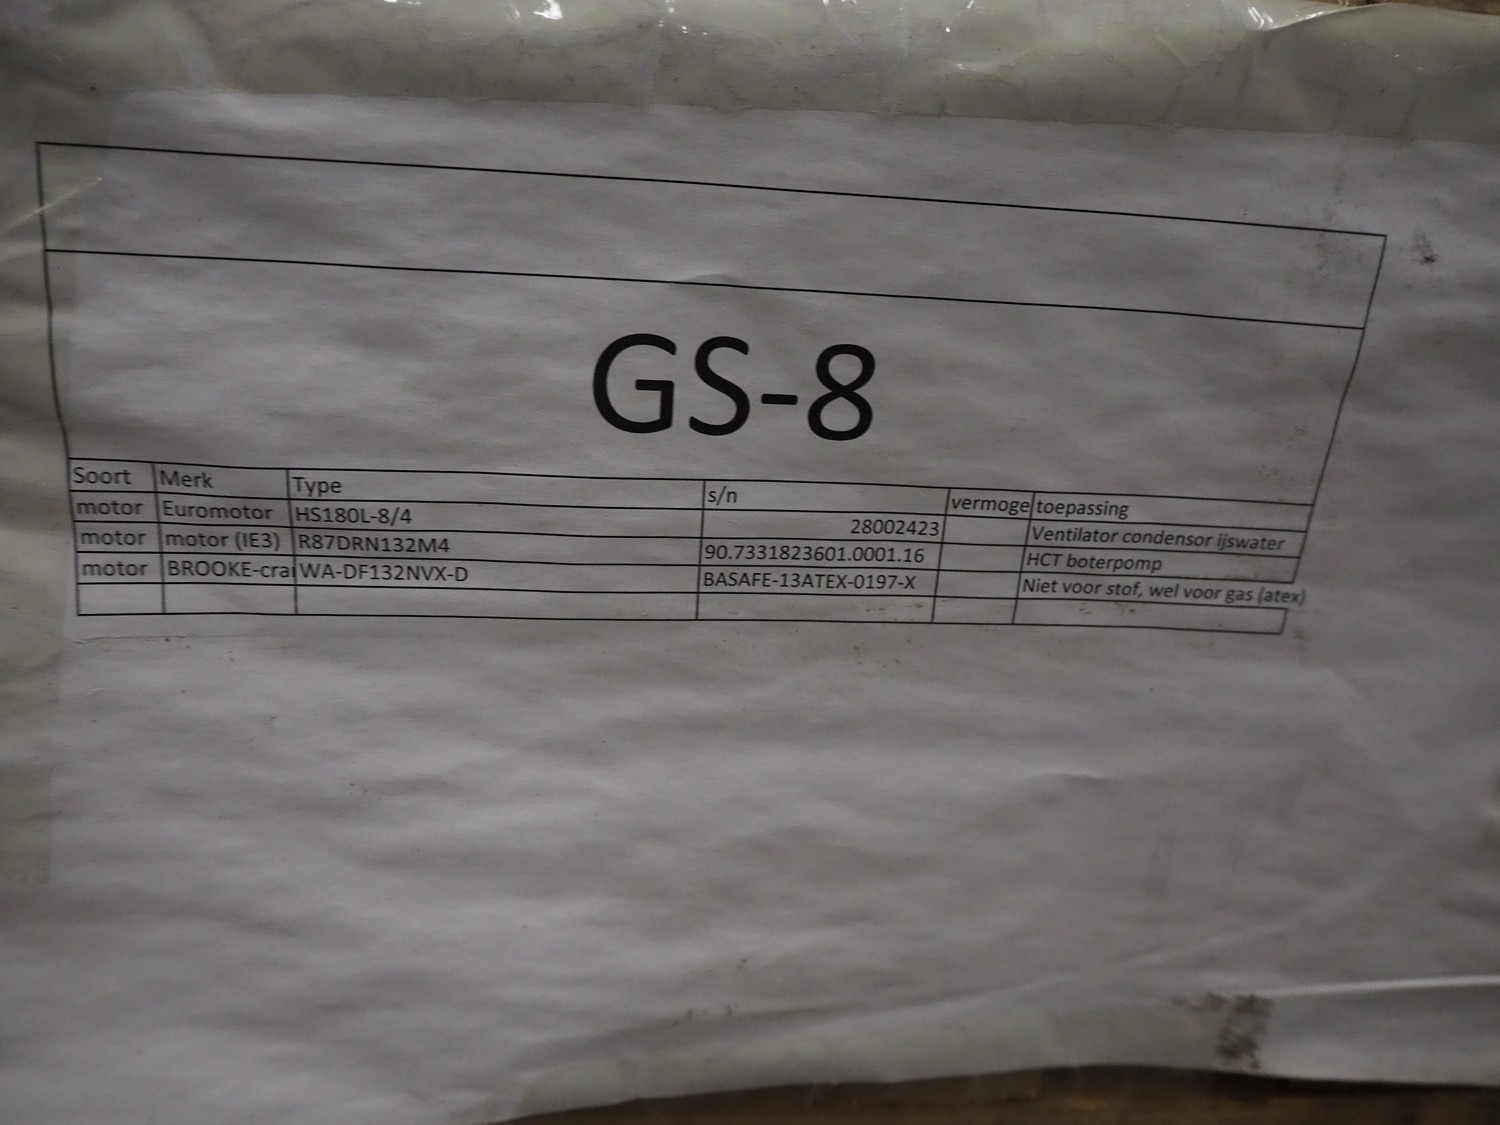 GS-8
Soort Merk Type s/n vermoge toepassing
motor Euromotor HS180L-8/4 28002423 Ventilator condensor ijswater
motor motor (IE3) R87DRN132M4 90.7331823601.0001.16 HCT boterpomp
motor BROOKE-cra WA-DF132NVX-D BASAFE-13ATEX-0197-X Niet voor stof, wel voor gas (atex)